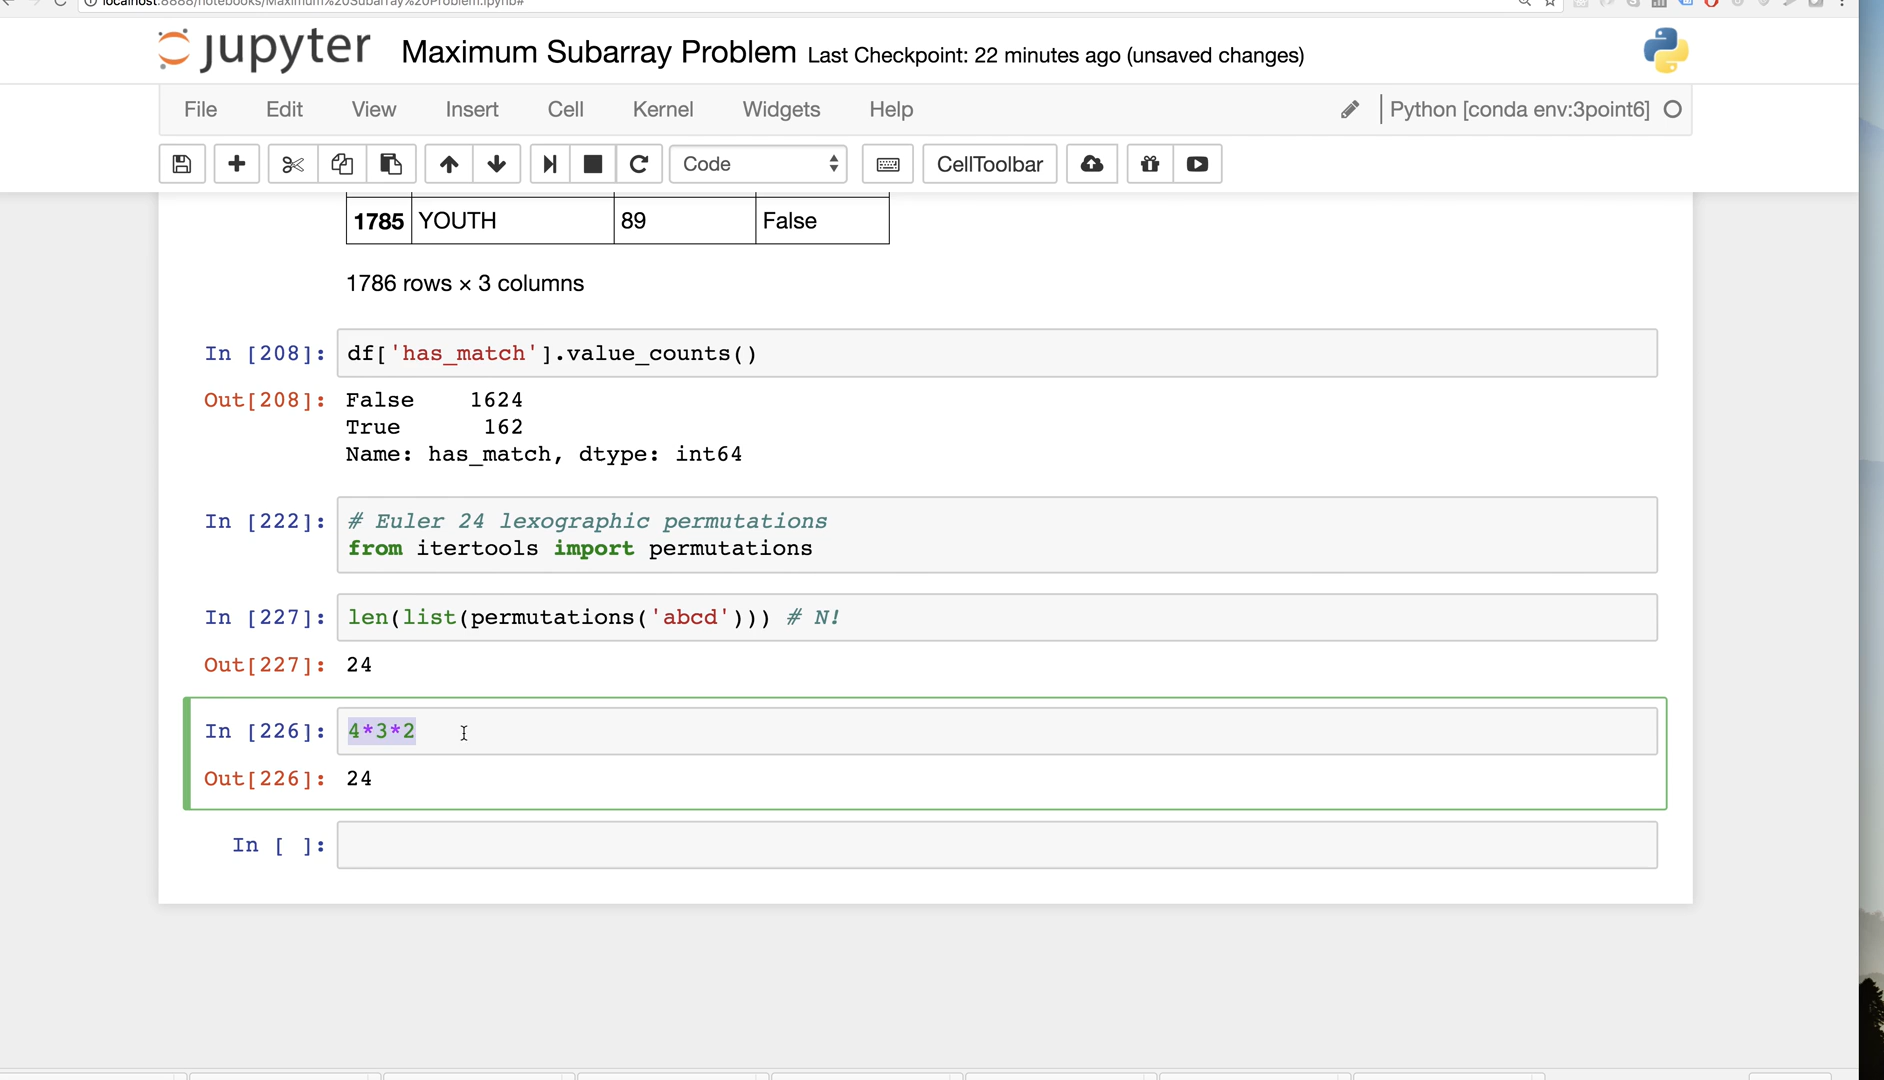 localhost:8888/notebooks/Maximum%20Subarray%20Problem.ipynb#
jupyter Maximum Subarray Problem Last Checkpoint: 22 minutes ago (unsaved changes)
File Edit View Insert Cell Kernel Widgets Help Python [conda env:3point6]
Code CellToolbar
1785 YOUTH 89 False
1786 rows × 3 columns
In [208]: df['has_match'].value_counts()
Out[208]: False 1624
True 162
Name: has_match, dtype: int64
In [222]: # Euler 24 lexographic permutations
from itertools import permutations
In [227]: len(list(permutations('abcd'))) # N!
Out[227]: 24
In [226]: 4*3*2
Out[226]: 24
In [ ]: